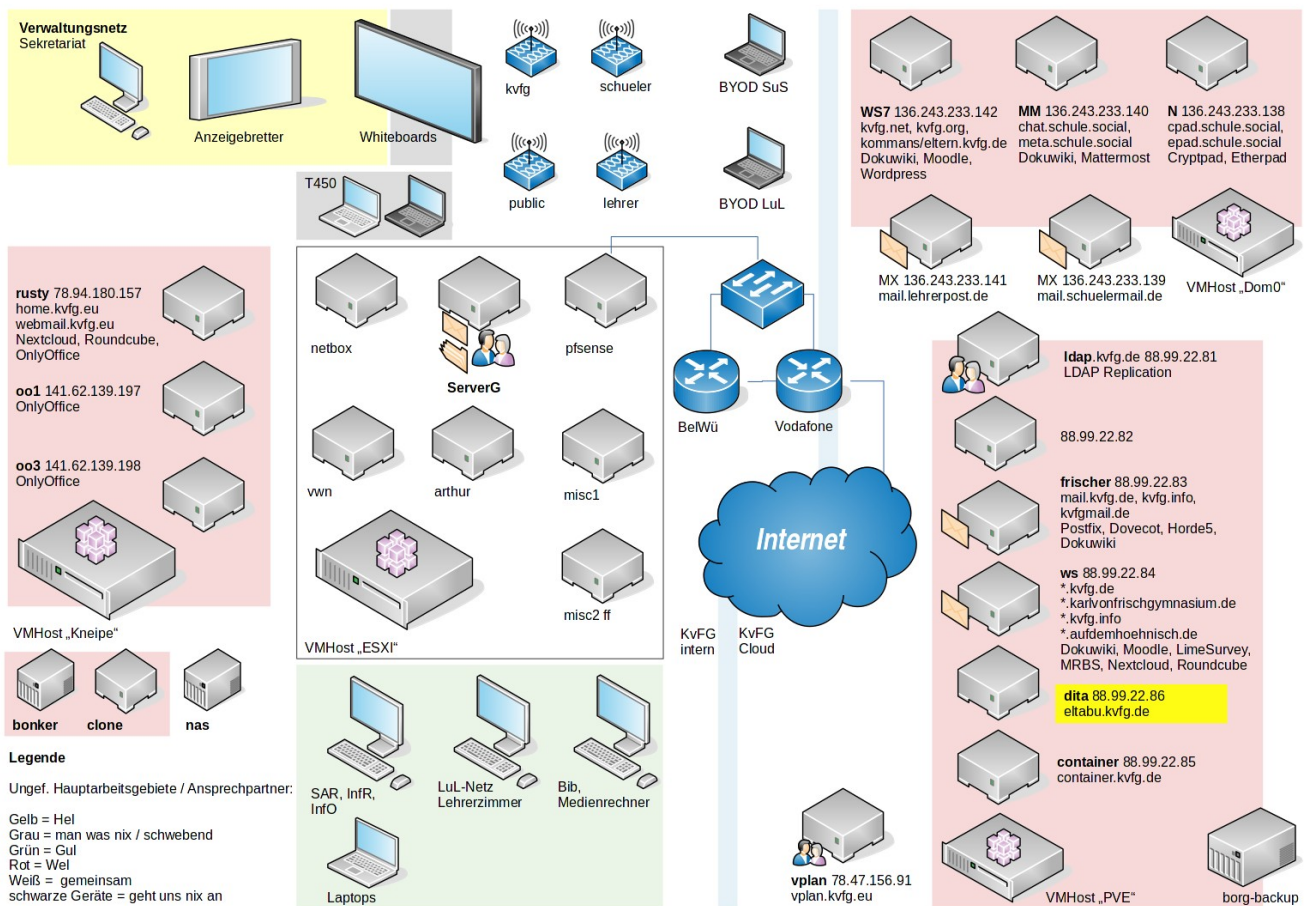 Verwaltungsnetz
Sekretariat
Anzeigebretter
Whiteboards
kvfg
schueler
public
lehrer
BYOD SuS
BYOD LuL
T450
WS7 136.243.233.142
kvfg.net, kvfg.org,
kommans/eltern.kvfg.de
Dokuwiki, Moodle,
Wordpress
MM 136.243.233.140
chat.schule.social,
meta.schule.social
Dokuwiki, Mattermost
N 136.243.233.138
cpad.schule.social,
epad.schule.social
Cryptpad, Etherpad
MX 136.243.233.141
mail.lehrerpost.de
MX 136.243.233.139
mail.schuelermail.de
VMHost „Dom0“
rusty 78.94.180.157
home.kvfg.eu
webmail.kvfg.eu
Nextcloud, Roundcube,
OnlyOffice
oo1 141.62.139.197
OnlyOffice
oo3 141.62.139.198
OnlyOffice
VMHost „Kneipe“
netbox
ServerG
pfsense
vwn
arthur
misc1
misc2 ff
VMHost „ESXI“
BelWü
Vodafone
Internet
KvFG
intern
KvFG
Cloud
ldap.kvfg.de 88.99.22.81
LDAP Replication
88.99.22.82
frischer 88.99.22.83
mail.kvfg.de, kvfg.info,
kvfgmail.de
Postfix, Dovecot, Horde5,
Dokuwiki
ws 88.99.22.84
*.kvfg.de
*.karlvonfrischgymnasium.de
*.kvfg.info
*.aufdemhoehnisch.de
Dokuwiki, Moodle, LimeSurvey,
MRBS, Nextcloud, Roundcube
dita 88.99.22.86
eltabu.kvfg.de
container 88.99.22.85
container.kvfg.de
VMHost „PVE“
borg-backup
vplan 78.47.156.91
vplan.kvfg.eu
bonker
clone
nas
SAR, InfR,
InfO
LuL-Netz
Lehrerzimmer
Bib,
Medienrechner
Laptops
Legende
Ungef. Hauptarbeitsgebiete / Ansprechpartner:
Gelb = Hel
Grau = man was nix / schwebend
Grün = Gul
Rot = Wel
Weiß = gemeinsam
schwarze Geräte = geht uns nix an